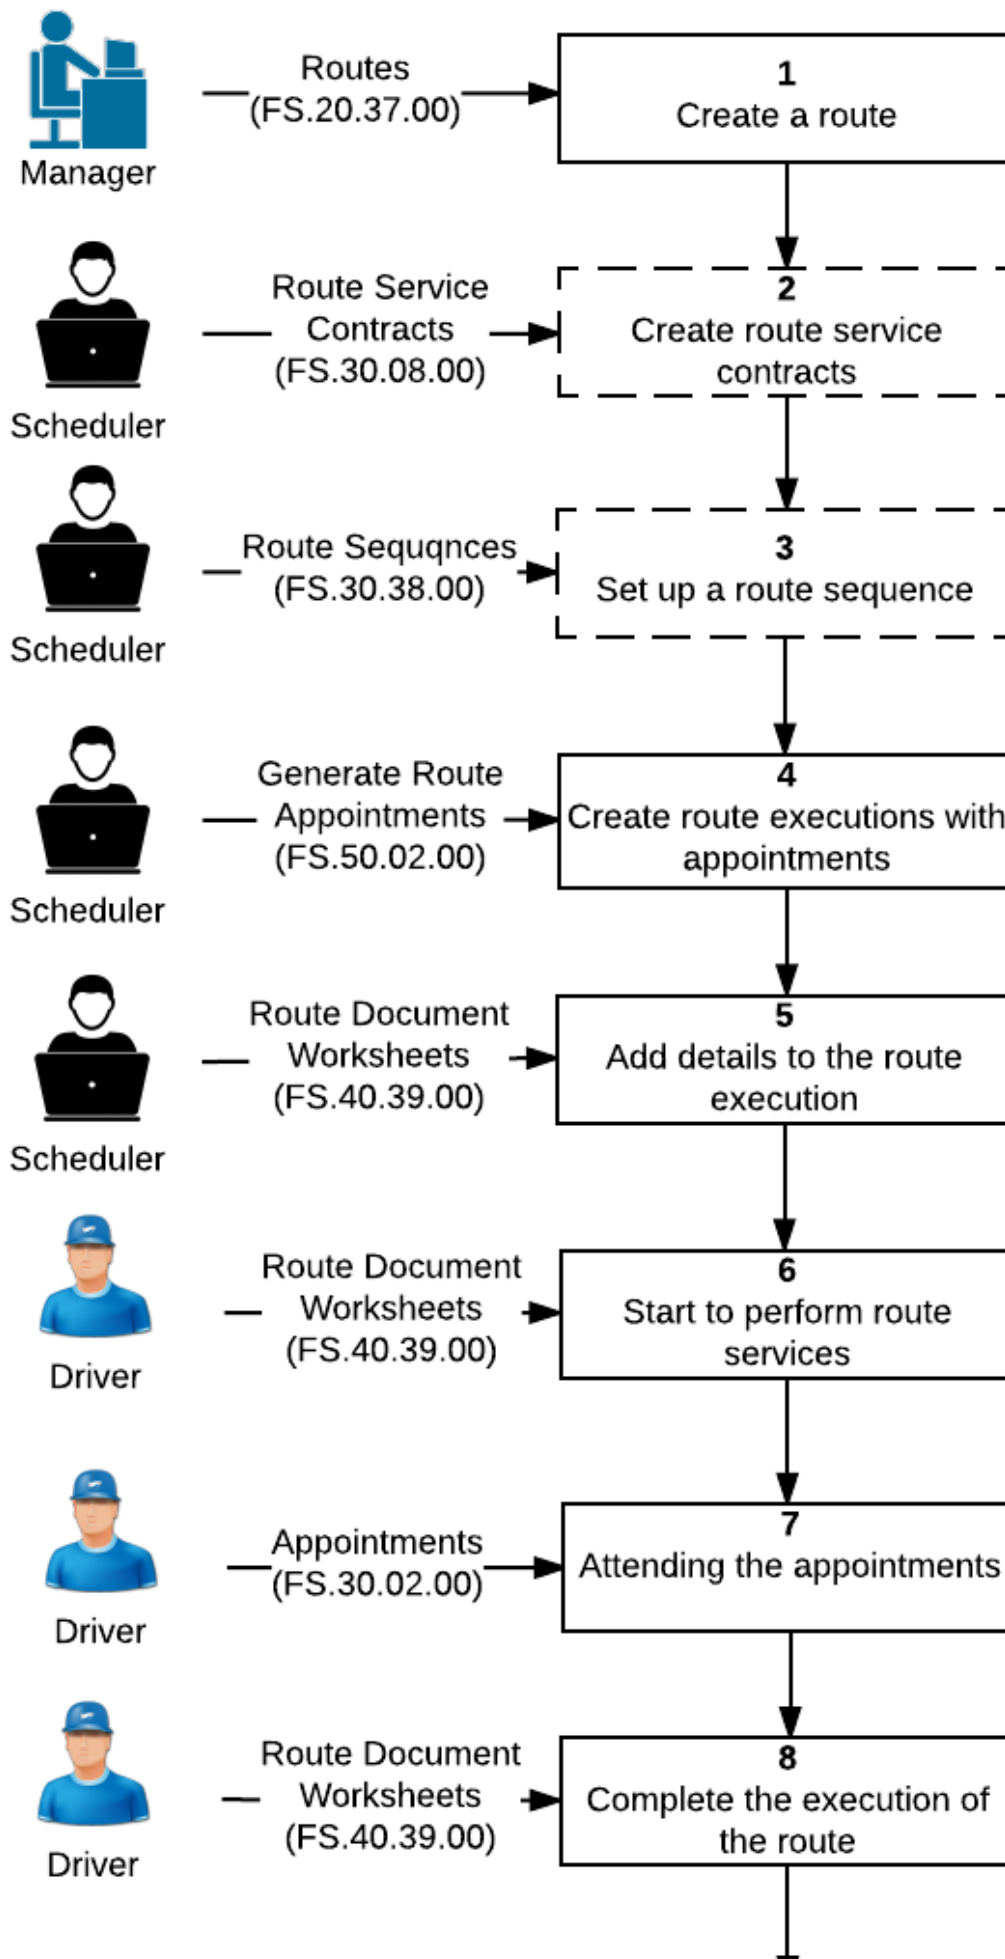 Routes
(FS.20.37.00)
1
Create a route
Manager
Route Service
Contracts
(FS.30.08.00)
2
Create route service
contracts
Scheduler
Route Sequqnces
(FS.30.38.00)
3
Set up a route sequence
Scheduler
Generate Route
Appointments
(FS.50.02.00)
4
Create route executions with
appointments
Scheduler
Route Document
Worksheets
(FS.40.39.00)
5
Add details to the route
execution
Scheduler
Route Document
Worksheets
(FS.40.39.00)
6
Start to perform route
services
Driver
Appointments
(FS.30.02.00)
7
Attending the appointments
Driver
Route Document
Worksheets
(FS.40.39.00)
8
Complete the execution of
the route
Driver